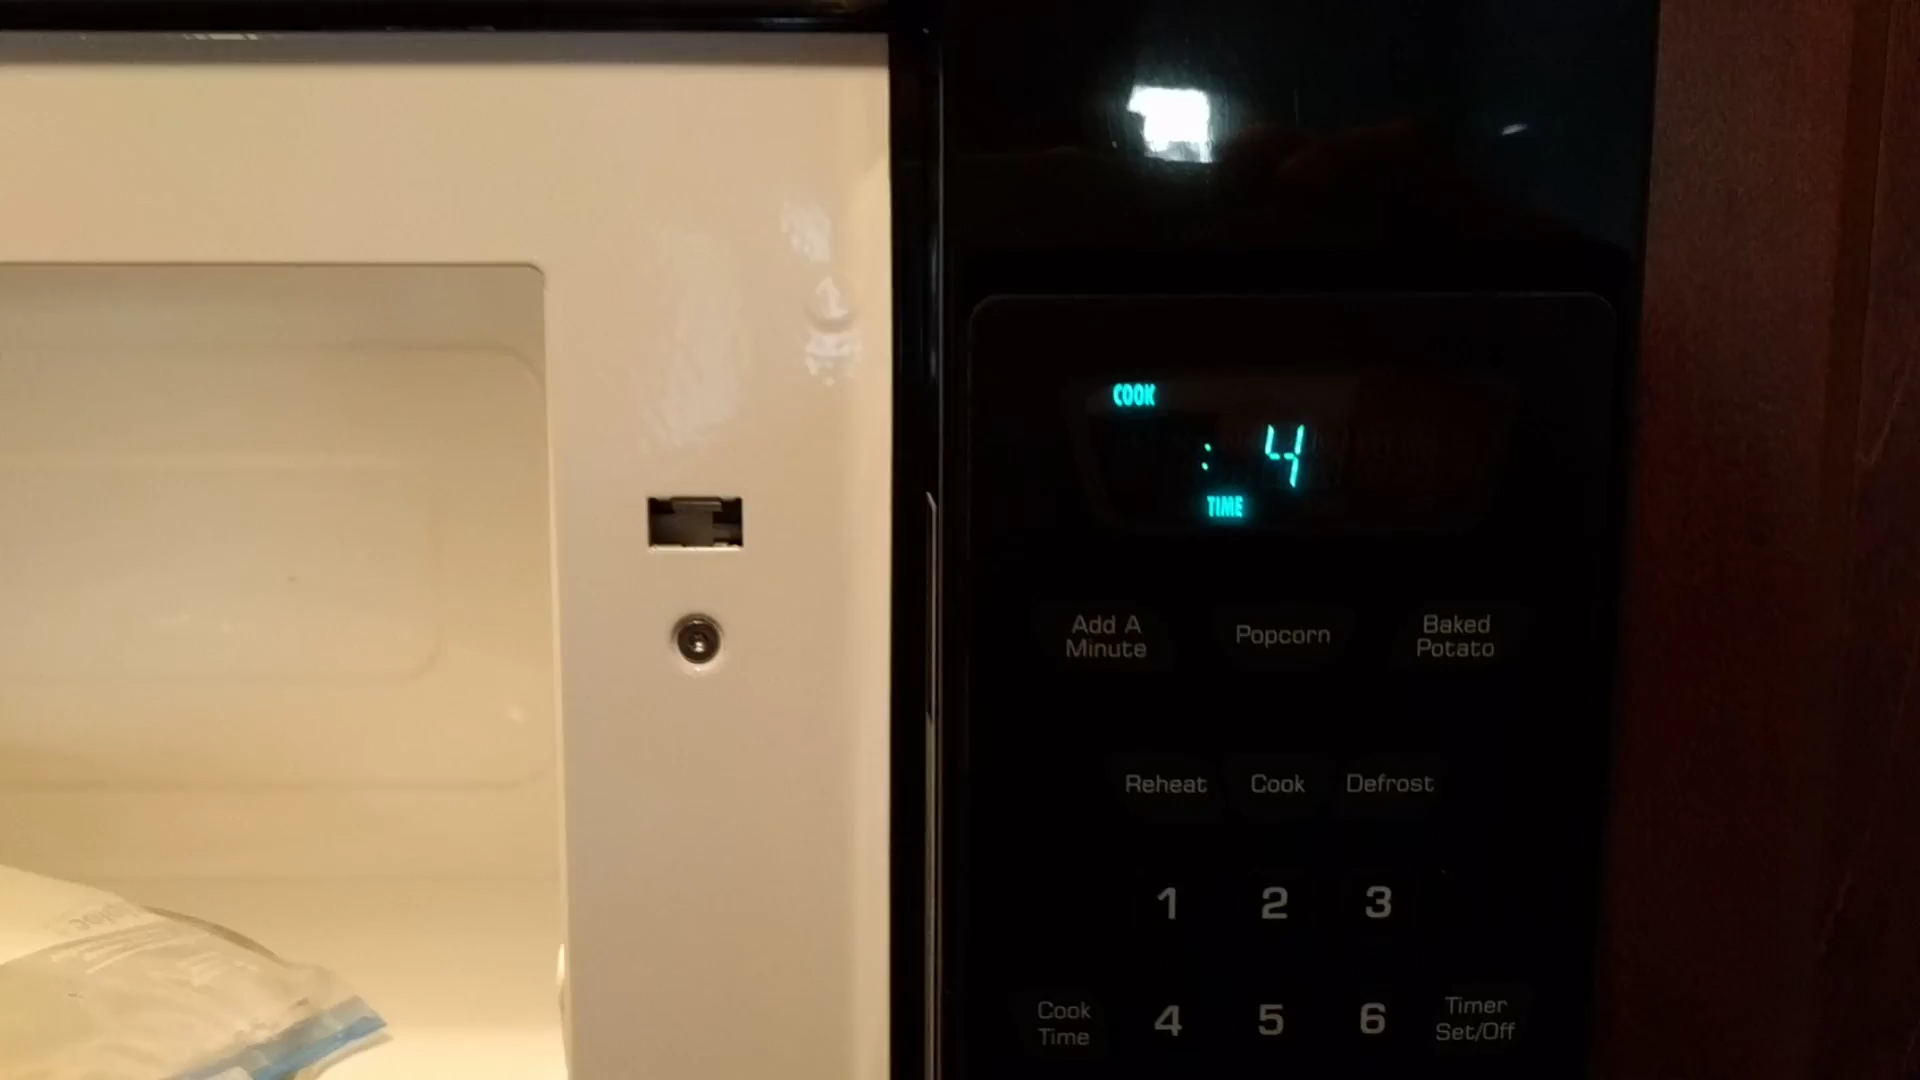 COOK
: 4
TIME
Add A
Minute
Popcorn
Baked
Potato
Reheat Cook Defrost
1 2 3
Cook
Time
4 5 6
Timer
Set/Off